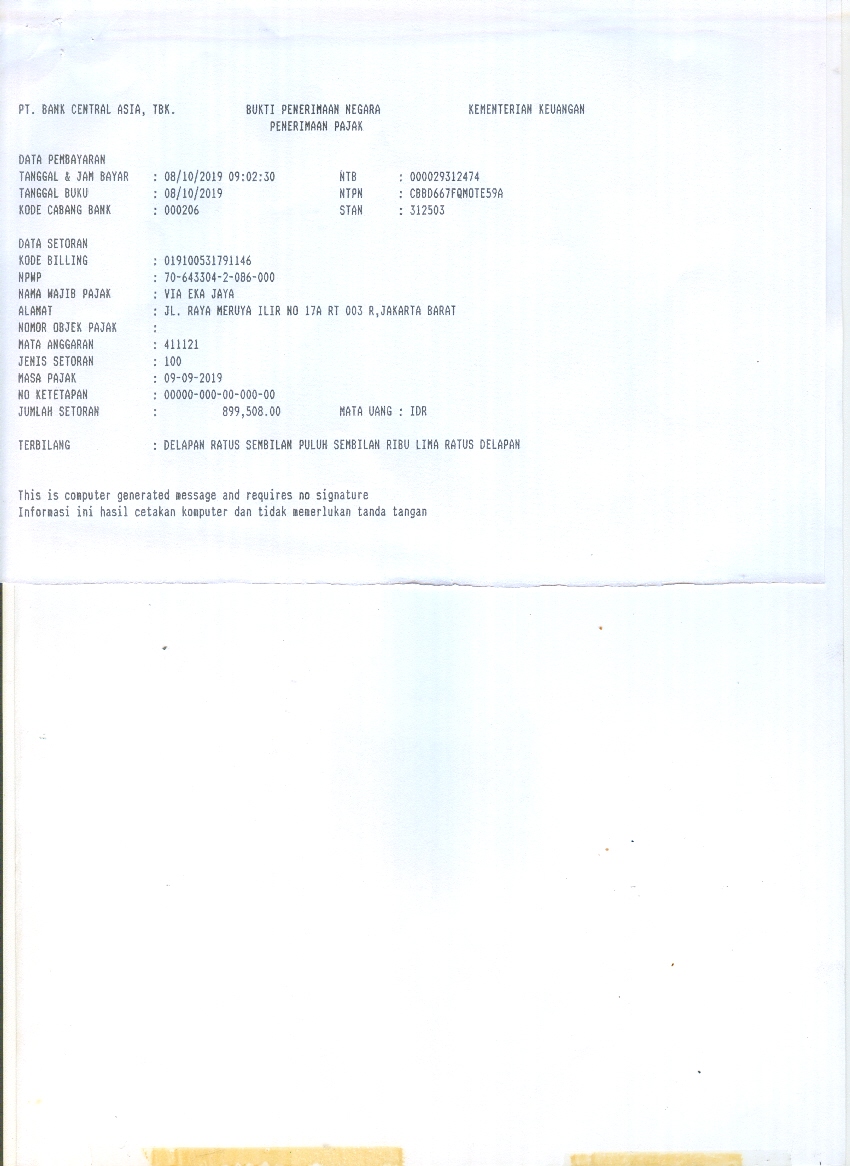 PT. BANK CENTRAL ASIA, TBK. BUKTI PENERIMAAN NEGARA KEMENTERIAN KEUANGAN
PENERIMAAN PAJAK
DATA PEMBAYARAN
TANGGAL & JAM BAYAR : 08/10/2019 09:02:30 NTB : 000029312474
TANGGAL BUKU : 08/10/2019 NTPN : CBBD667FQMOTE59A
KODE CABANG BANK : 000206 STAN : 312503
DATA SETORAN
KODE BILLING : 019100531791146
NPWP : 70-643304-2-086-000
NAMA WAJIB PAJAK : VIA EKA JAYA
ALAMAT : JL. RAYA MERUYA ILIR NO 17A RT 003 R,JAKARTA BARAT
NOMOR OBJEK PAJAK :
MATA ANGGARAN : 411121
JENIS SETORAN : 100
MASA PAJAK : 09-09-2019
NO KETETAPAN : 00000-000-00-000-00
JUMLAH SETORAN : 899,508.00 MATA UANG : IDR
TERBILANG : DELAPAN RATUS SEMBILAN PULUH SEMBILAN RIBU LIMA RATUS DELAPAN
This is computer generated message and requires no signature
Informasi ini hasil cetakan komputer dan tidak memerlukan tanda tangan